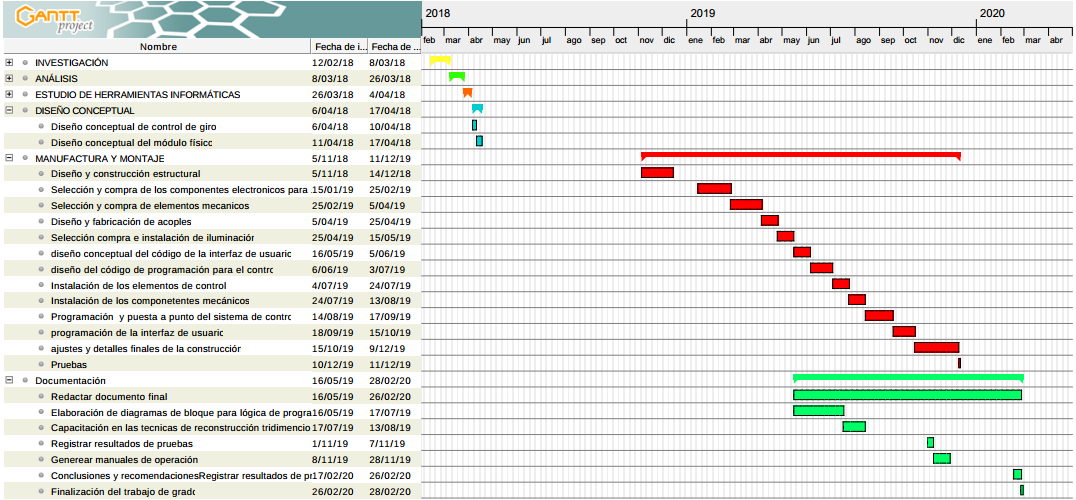 GANTT project
2018 2019 2020
Nombre Fecha de i... Fecha de ...
feb mar abr may jun jul ago sep oct nov dic ene feb mar abr may jun jul ago sep oct nov dic ene feb mar abr
INVESTIGACIÓN 12/02/18 8/03/18
ANÁLISIS 8/03/18 26/03/18
ESTUDIO DE HERRAMIENTAS INFORMÁTICAS 26/03/18 4/04/18
DISEÑO CONCEPTUAL 6/04/18 17/04/18
Diseño conceptual de control de giro 6/04/18 10/04/18
Diseño conceptual del módulo físico 11/04/18 17/04/18
MANUFACTURA Y MONTAJE 5/11/18 11/12/19
Diseño y construcción estructural 5/11/18 14/12/18
Selección y compra de los componentes electronicos para 15/01/19 25/02/19
Selección y compra de elementos mecanicos 25/02/19 5/04/19
Diseño y fabricación de acoples 5/04/19 25/04/19
Selección compra e instalación de iluminación 25/04/19 15/05/19
diseño conceptual del código de la interfaz de usuario 16/05/19 5/06/19
diseño del código de programación para el contro 6/06/19 3/07/19
Instalación de los elementos de control 4/07/19 24/07/19
Instalación de los componetentes mecánicos 24/07/19 13/08/19
Programación y puesta a punto del sistema de contro 14/08/19 17/09/19
programación de la interfaz de usuario 18/09/19 15/10/19
ajustes y detalles finales de la construcción 15/10/19 9/12/19
Pruebas 10/12/19 11/12/19
Documentación 16/05/19 28/02/20
Redactar documento final 16/05/19 26/02/20
Elaboración de diagramas de bloque para lógica de progra 16/05/19 17/07/19
Capacitación en las tecnicas de reconstrucción tridimencio 17/07/19 13/08/19
Registrar resultados de pruebas 1/11/19 7/11/19
Generear manuales de operación 8/11/19 28/11/19
Conclusiones y recomendacionesRegistrar resultados de pr 17/02/20 26/02/20
Finalización del trabajo de grado 26/02/20 28/02/20